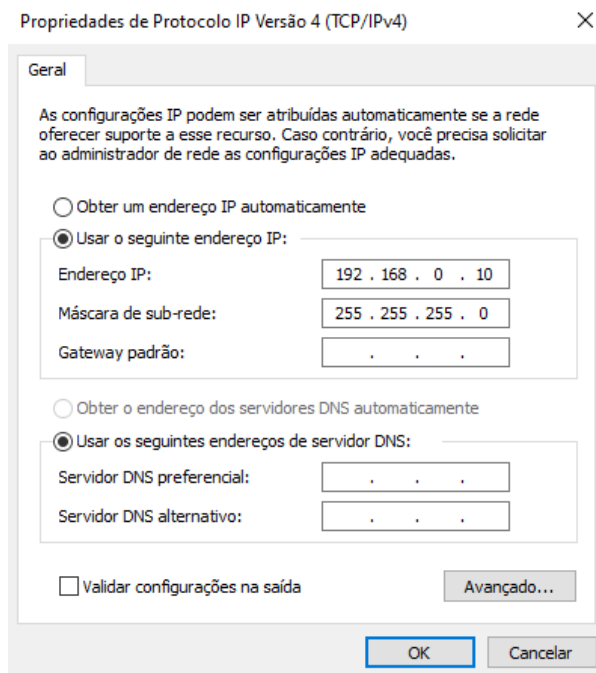 Propriedades de Protocolo IP Versão 4 (TCP/IPv4)
Geral
As configurações IP podem ser atribuídas automaticamente se a rede
oferecer suporte a esse recurso. Caso contrário, você precisa solicitar
ao administrador de rede as configurações IP adequadas.
Obter um endereço IP automaticamente
Usar o seguinte endereço IP:
Endereço IP: 192 . 168 . 0 . 10
Máscara de sub-rede: 255 . 255 . 255 . 0
Gateway padrão: . . .
Obter o endereço dos servidores DNS automaticamente
Usar os seguintes endereços de servidor DNS:
Servidor DNS preferencial: . . .
Servidor DNS alternativo: . . .
Validar configurações na saída
Avançado...
OK Cancelar